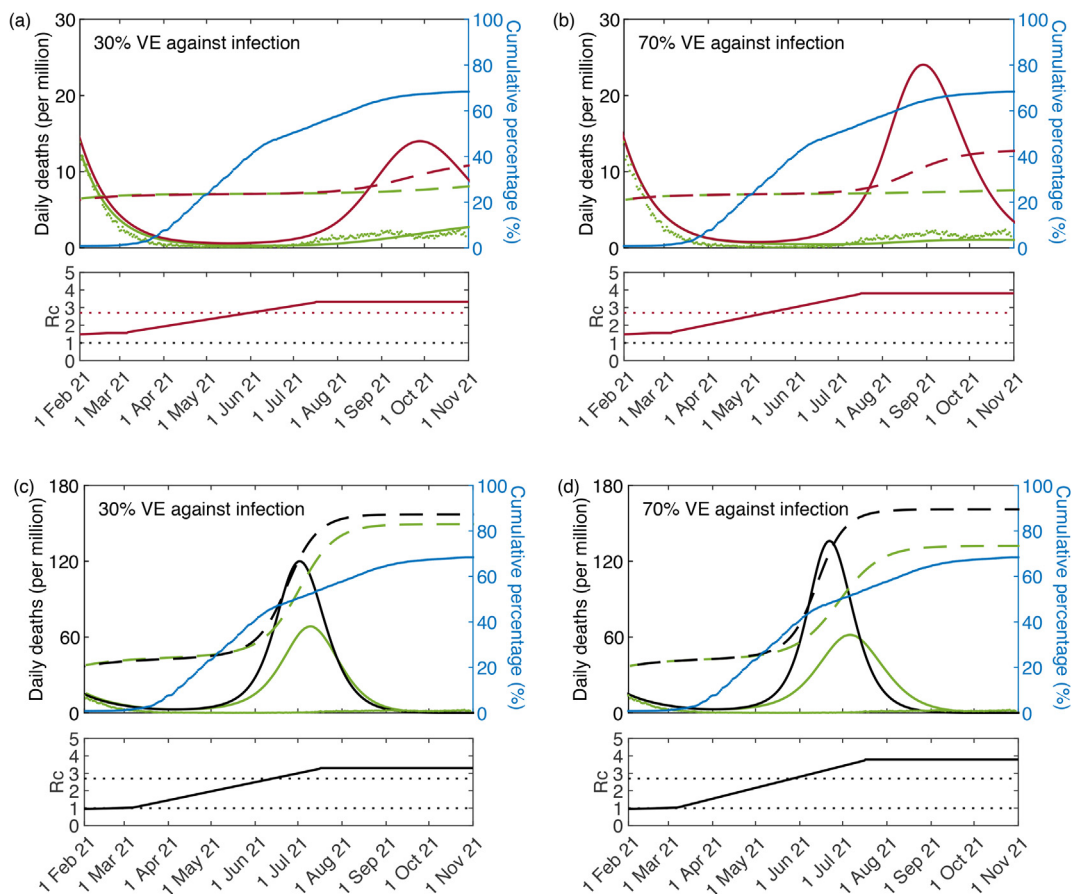 (a)
30% VE against infection
Daily deaths (per million)
30
20
10
0
100
80
60
40
20
0
Cumulative percentage (%)
Rc
5
4
3
2
1
0
1 Feb 21
1 Mar 21
1 Apr 21
1 May 21
1 Jun 21
1 Jul 21
1 Aug 21
1 Sep 21
1 Oct 21
1 Nov 21
(b)
70% VE against infection
Daily deaths (per million)
30
20
10
0
100
80
60
40
20
0
Cumulative percentage (%)
Rc
5
4
3
2
1
0
1 Feb 21
1 Mar 21
1 Apr 21
1 May 21
1 Jun 21
1 Jul 21
1 Aug 21
1 Sep 21
1 Oct 21
1 Nov 21
(c)
30% VE against infection
Daily deaths (per million)
180
120
60
0
100
80
60
40
20
0
Cumulative percentage (%)
Rc
5
4
3
2
1
0
1 Feb 21
1 Mar 21
1 Apr 21
1 May 21
1 Jun 21
1 Jul 21
1 Aug 21
1 Sep 21
1 Oct 21
1 Nov 21
(d)
70% VE against infection
Daily deaths (per million)
180
120
60
0
100
80
60
40
20
0
Cumulative percentage (%)
Rc
5
4
3
2
1
0
1 Feb 21
1 Mar 21
1 Apr 21
1 May 21
1 Jun 21
1 Jul 21
1 Aug 21
1 Sep 21
1 Oct 21
1 Nov 21